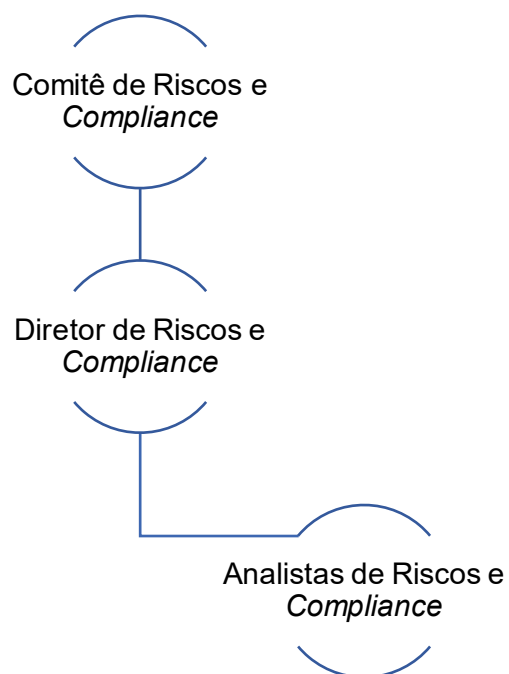 Comitê de Riscos e
Compliance
Diretor de Riscos e
Compliance
Analistas de Riscos e
Compliance